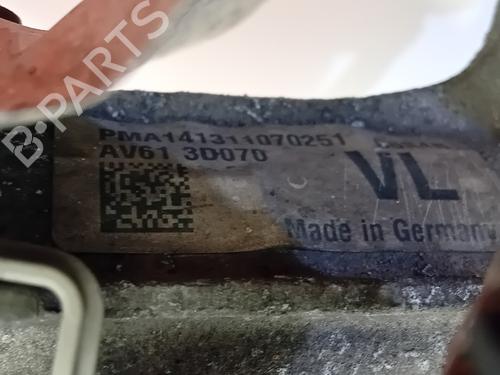 B-PARTS
PMA141311070251
AV61 3D070
VL
Made in Germany